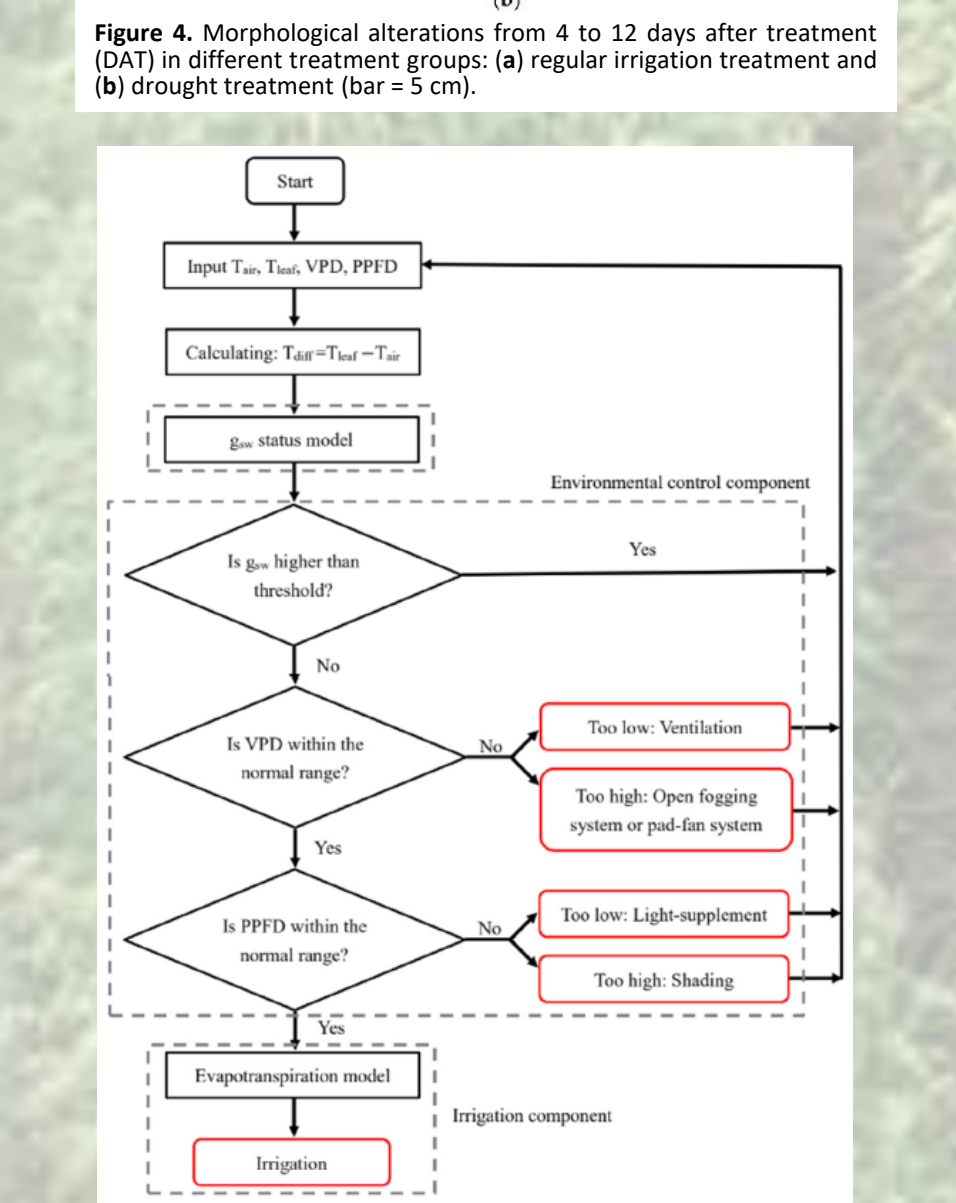 (b)
Figure 4. Morphological alterations from 4 to 12 days after treatment
(DAT) in different treatment groups: (a) regular irrigation treatment and
(b) drought treatment (bar = 5 cm).
Start
Input Tair, Tleaf, VPD, PPFD
Calculating: Tdiff=Tleaf−Tair
gsw status model
Environmental control component
Is gsw higher than
threshold?
Yes
No
Is VPD within the
normal range?
No
Too low: Ventilation
Too high: Open fogging
system or pad-fan system
Yes
Is PPFD within the
normal range?
No
Too low: Light-supplement
Too high: Shading
Yes
Evapotranspiration model
Irrigation component
Irrigation